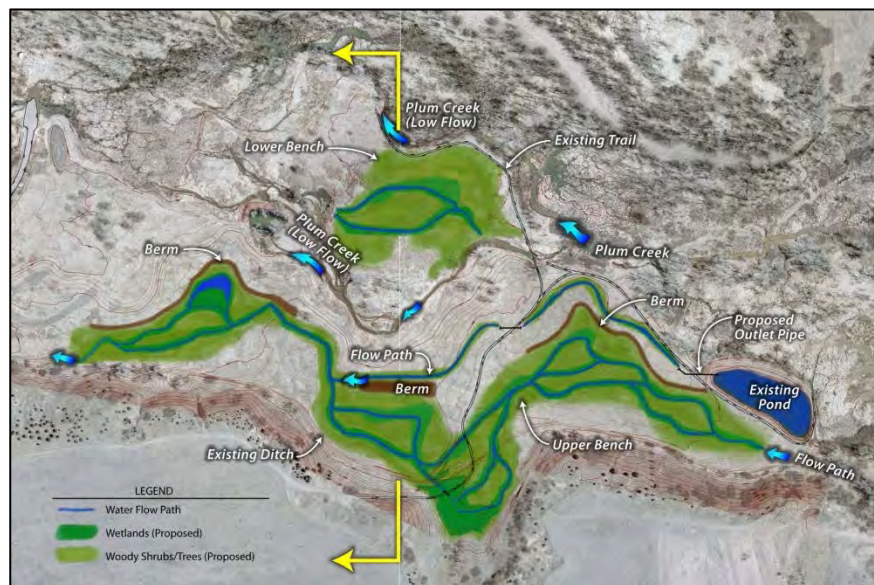 Plum Creek
(Low Flow)
Lower Bench
Existing Trail
Plum Creek
(Low Flow)
Plum Creek
Berm
Berm
Proposed
Outlet Pipe
Flow Path
Berm
Existing
Pond
Existing Ditch
Upper Bench
Flow Path
LEGEND
Water Flow Path
Wetlands (Proposed)
Woody Shrubs/Trees (Proposed)